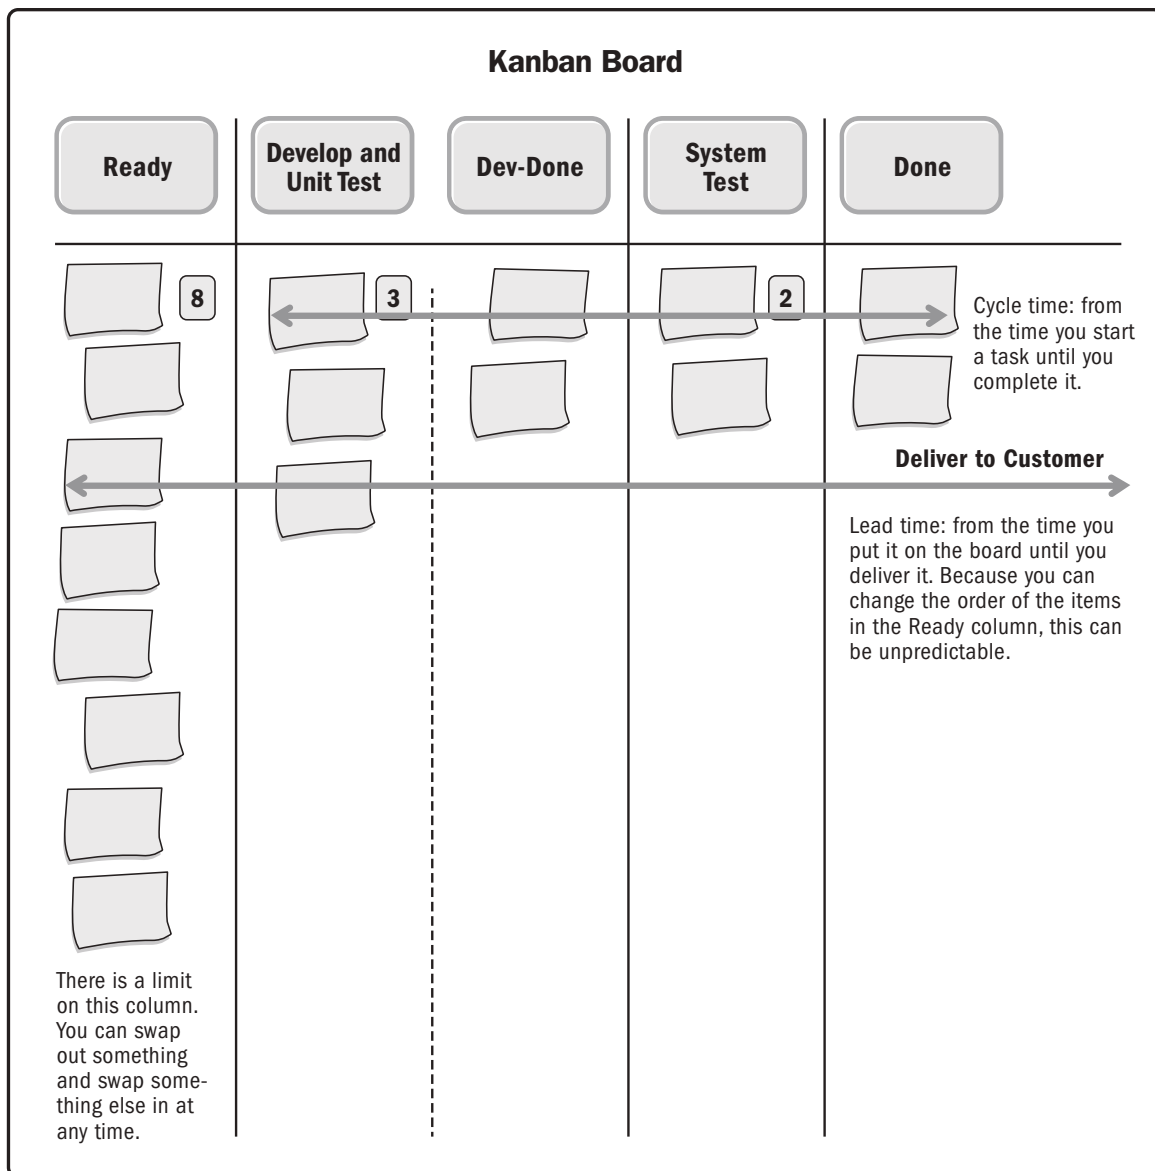 Kanban Board
Ready
Develop and
Unit Test
Dev-Done
System
Test
Done
8
3
2
Cycle time: from
the time you start
a task until you
complete it.
Deliver to Customer
Lead time: from the time you
put it on the board until you
deliver it. Because you can
change the order of the items
in the Ready column, this can
be unpredictable.
There is a limit
on this column.
You can swap
out something
and swap some-
thing else in at
any time.